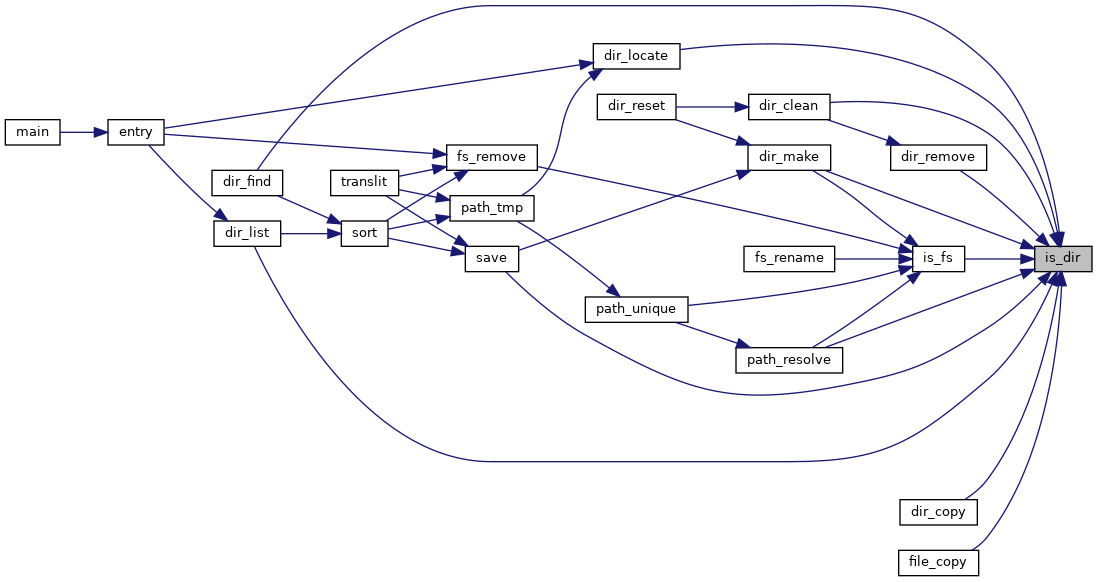 dir_locate
dir_reset
dir_clean
main
entry
fs_remove
dir_make
dir_remove
dir_find
translit
path_tmp
dir_list
sort
save
fs_rename
is_fs
is_dir
path_unique
path_resolve
dir_copy
file_copy